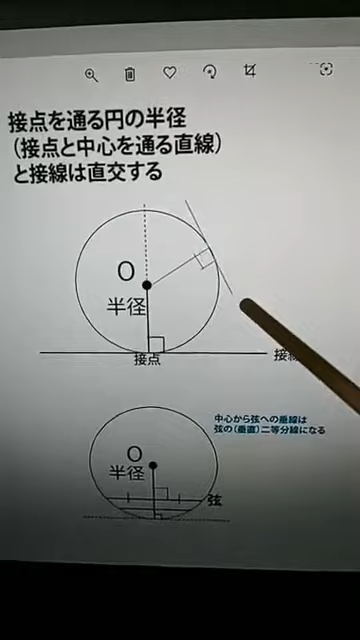 接点を通る円の半径
(接点と中心を通る直線)
と接線は直交する
O
半径
接点
接線
中心から弦への垂線は
弦の(垂直)二等分線になる
O
半径
弦